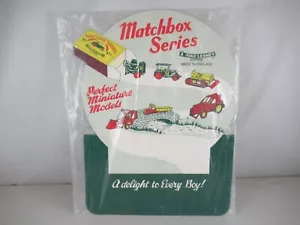 Matchbox
Series
Perfect
Miniature
Models
A delight to Every Boy!